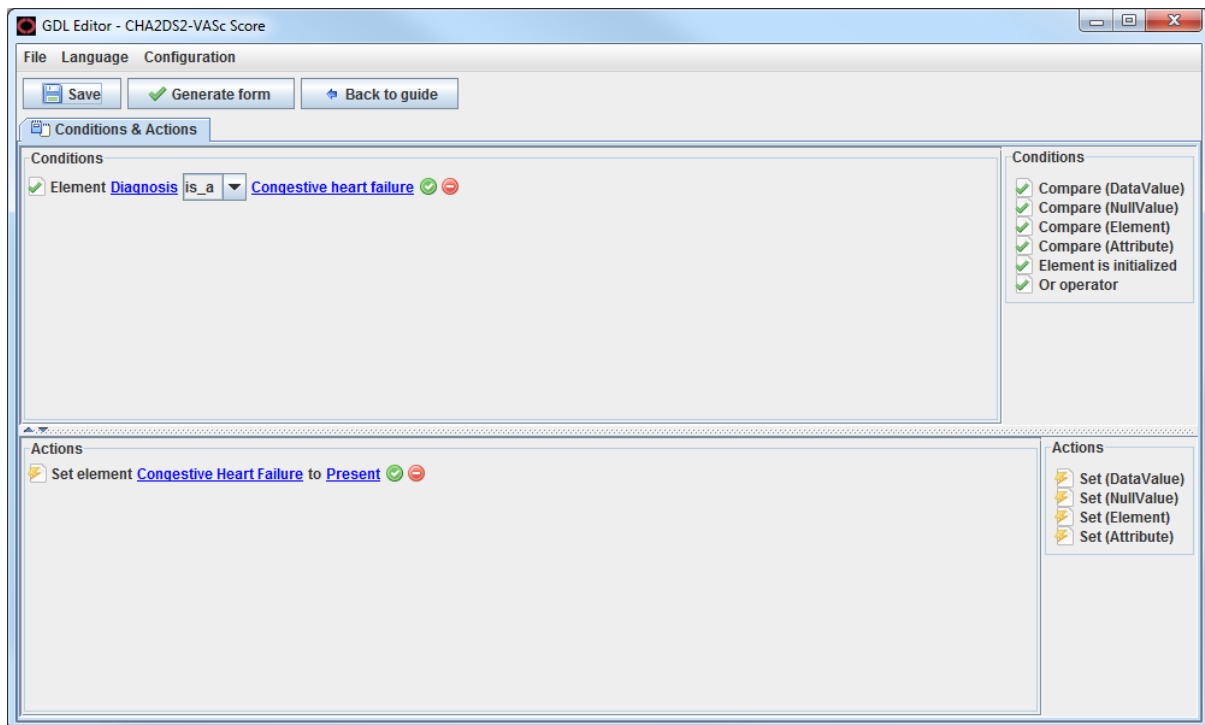 GDL Editor - CHA2DS2-VASc Score
File Language Configuration
Save Generate form Back to guide
Conditions & Actions
Conditions
Element Diagnosis is_a Congestive heart failure
Conditions
Compare (DataValue)
Compare (NullValue)
Compare (Element)
Compare (Attribute)
Element is initialized
Or operator
Actions
Set element Congestive Heart Failure to Present
Actions
Set (DataValue)
Set (NullValue)
Set (Element)
Set (Attribute)